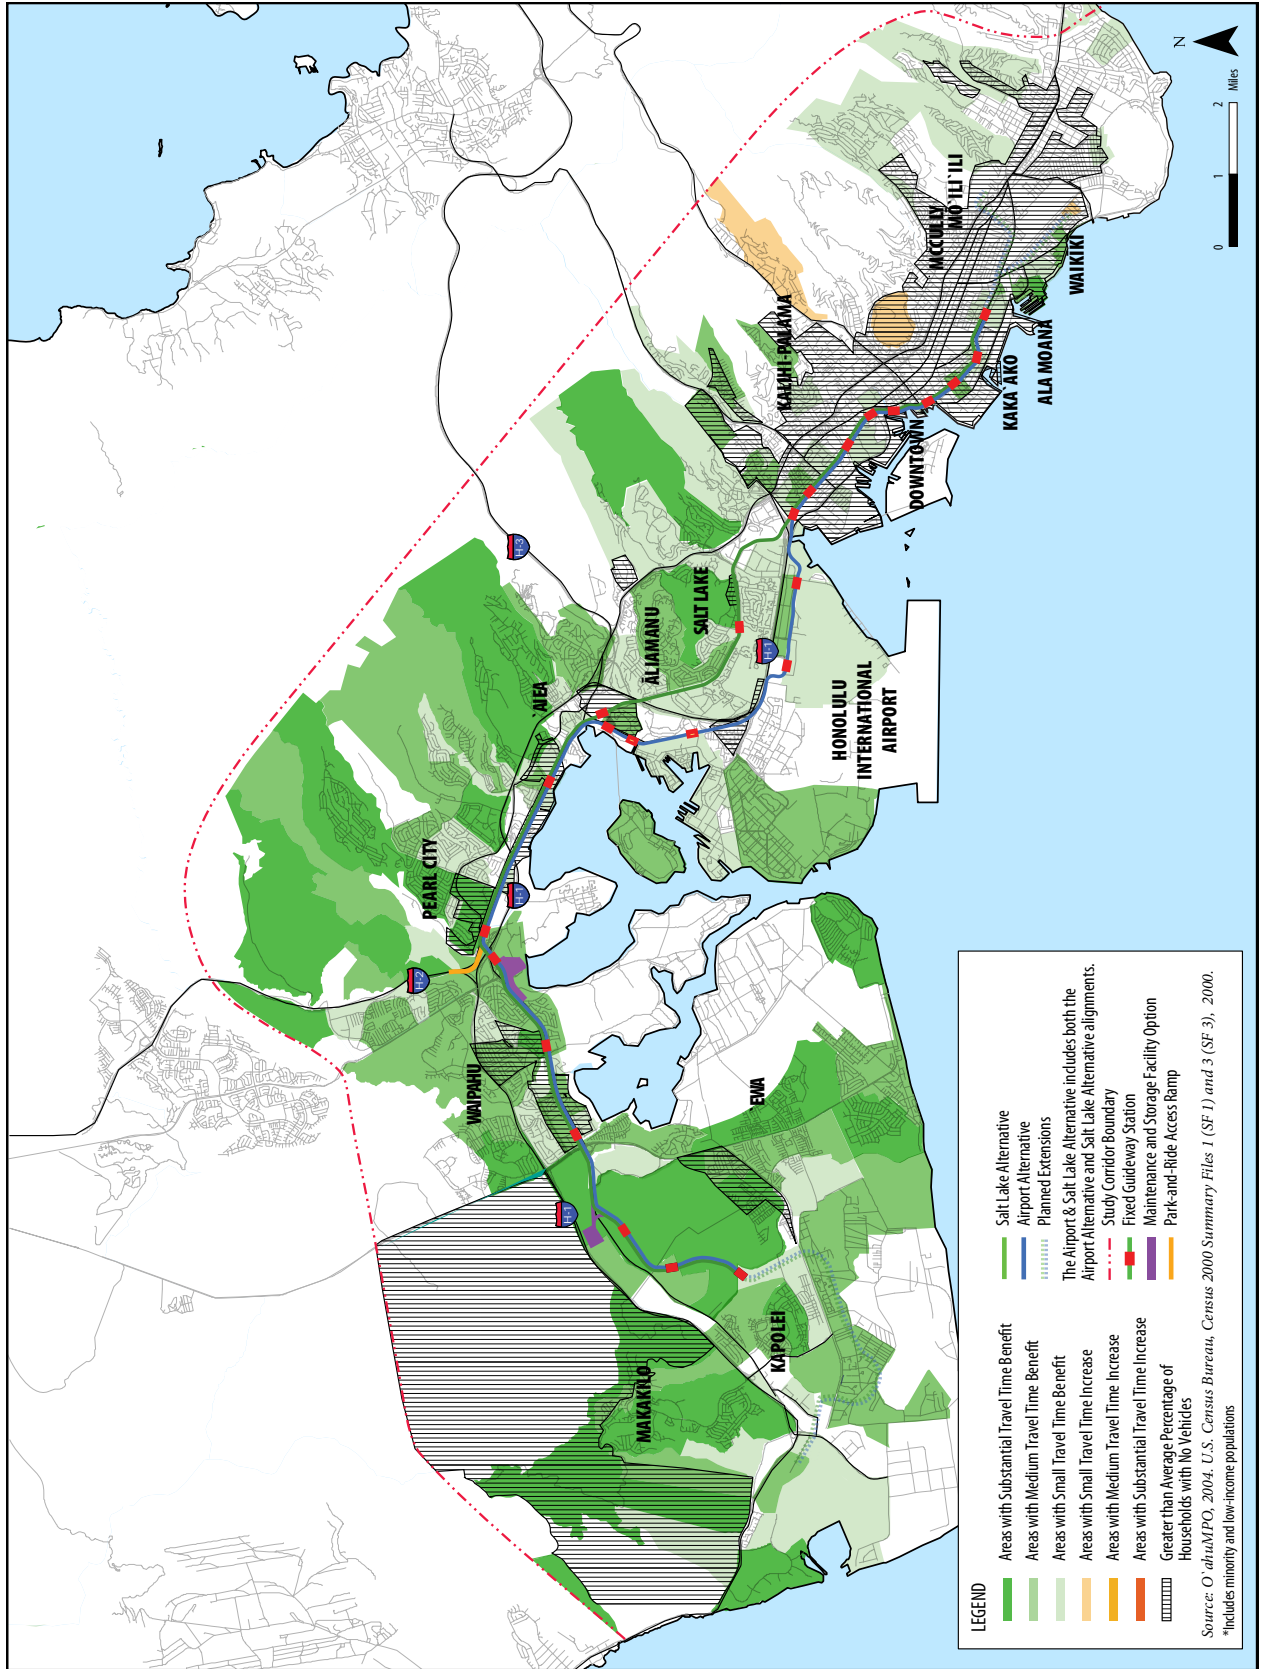 MAKAKILO
KAPOLEI
WAIPAHU
`EWA
PEARL CITY
`AIEA
ĀLIAMANU
SALT LAKE
HONOLULU
INTERNATIONAL
AIRPORT
KALIHI-PALAMA
DOWNTOWN
KAKA`AKO
ALA MOANA
MCCULLY
MŌ`ILI`ILI
WAIKIKI
H-1
H-2
H-1
H-3
H-1
N
0
1
2
Miles
LEGEND
Areas with Substantial Travel Time Benefit
Areas with Medium Travel Time Benefit
Areas with Small Travel Time Benefit
Areas with Small Travel Time Increase
Areas with Medium Travel Time Increase
Areas with Substantial Travel Time Increase
Greater than Average Percentage of
Households with No Vehicles
Salt Lake Alternative
Airport Alternative
Planned Extensions
The Airport & Salt Lake Alternative includes both the
Airport Alternative and Salt Lake Alternative alignments.
Study Corridor Boundary
Fixed Guideway Station
Maintenance and Storage Facility Option
Park-and-Ride Access Ramp
Source: O`ahuMPO, 2004. U.S. Census Bureau, Census 2000 Summary Files 1 (SF 1) and 3 (SF 3), 2000.
*Includes minority and low-income populations